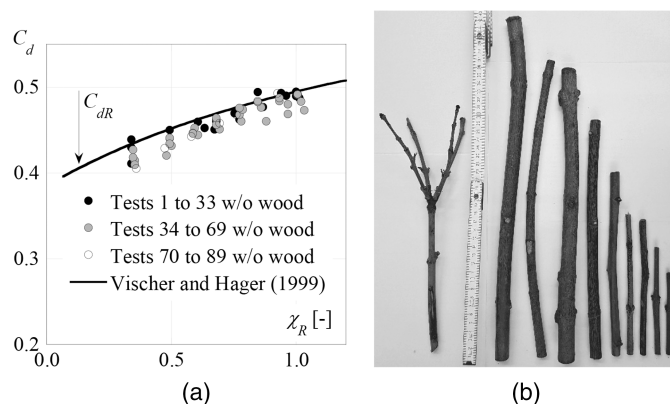 C_d
0.5
C_dR
0.4
Tests 1 to 33 w/o wood
Tests 34 to 69 w/o wood
Tests 70 to 89 w/o wood
0.3
Vischer and Hager (1999)
χ_R [-]
0.2
0.0 0.5 1.0
(a) (b)